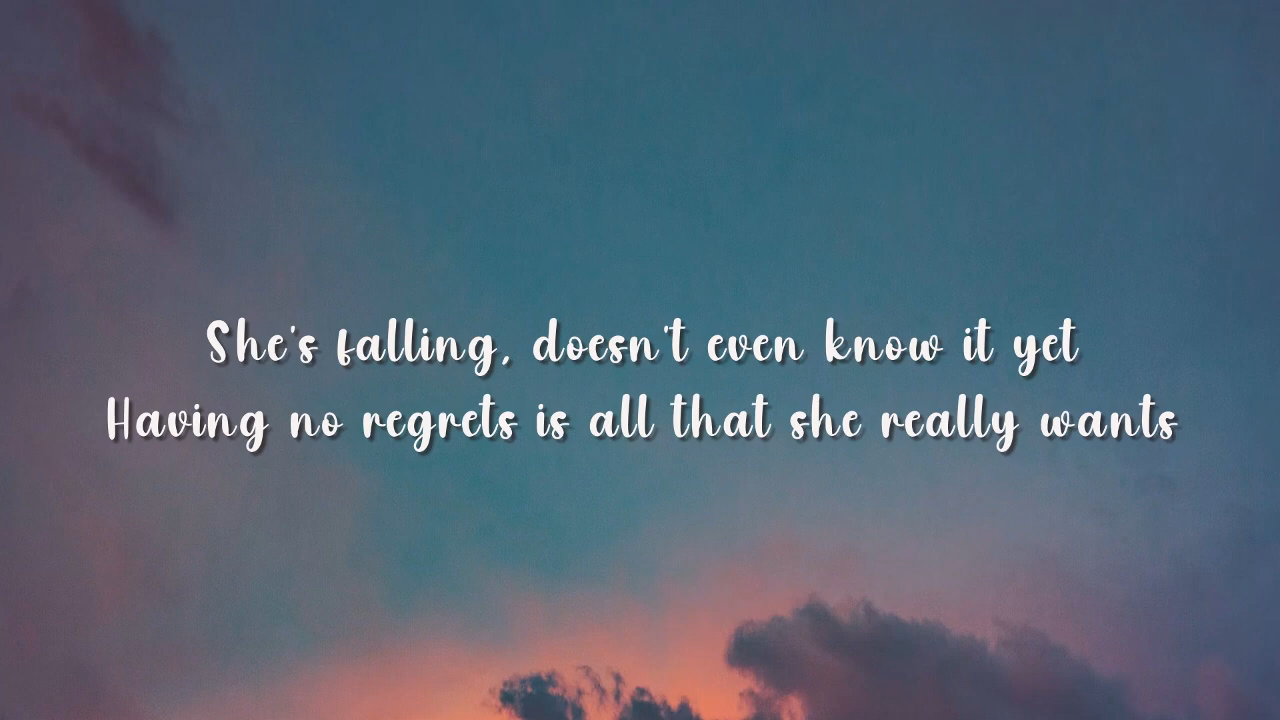 She's falling, doesn't even know it yet
Having no regrets is all that she really wants